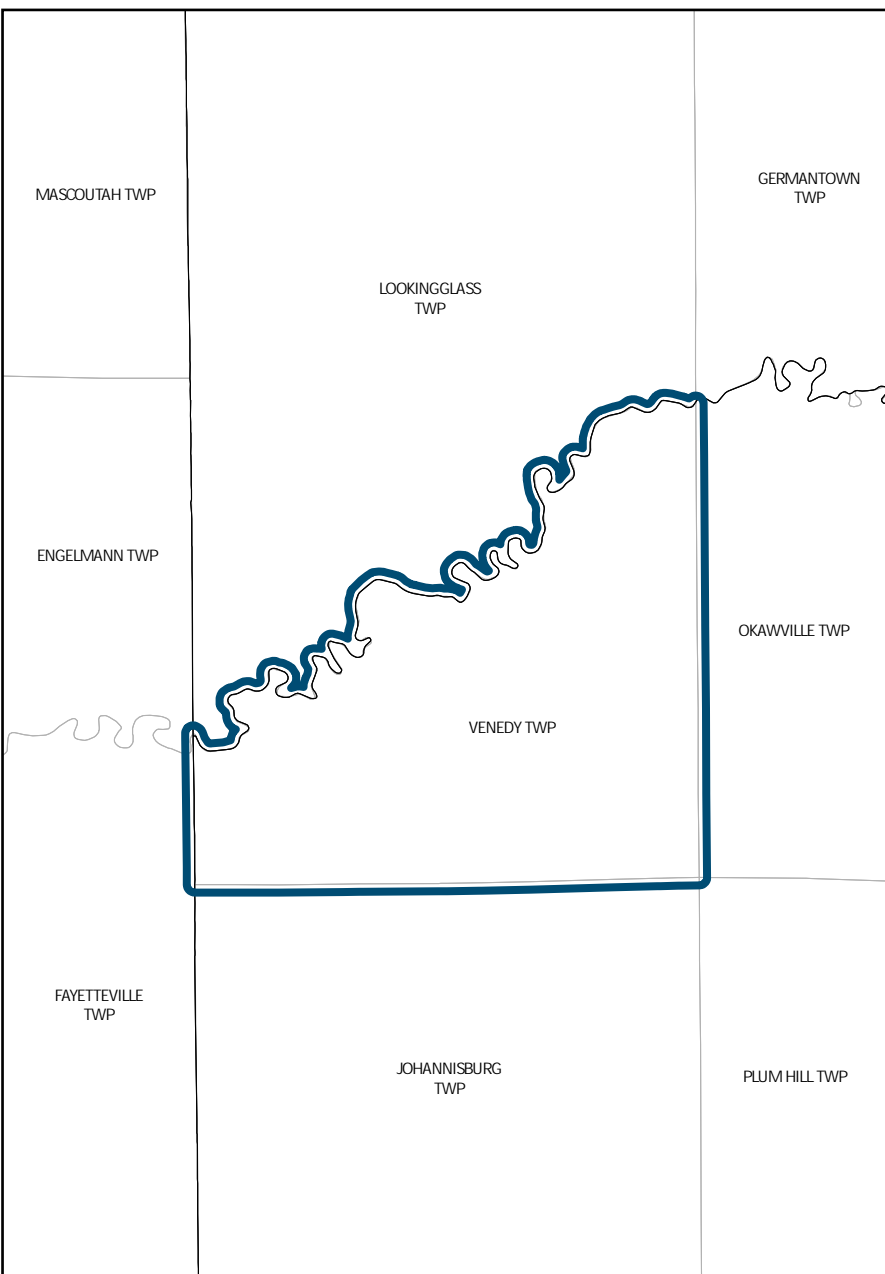 MASCOUTAH TWP
GERMANTOWN
TWP
LOOKINGGLASS
TWP
ENGELMANN TWP
OKAWVILLE TWP
VENEDY TWP
FAYETTEVILLE
TWP
JOHANNISBURG
TWP
PLUM HILL TWP